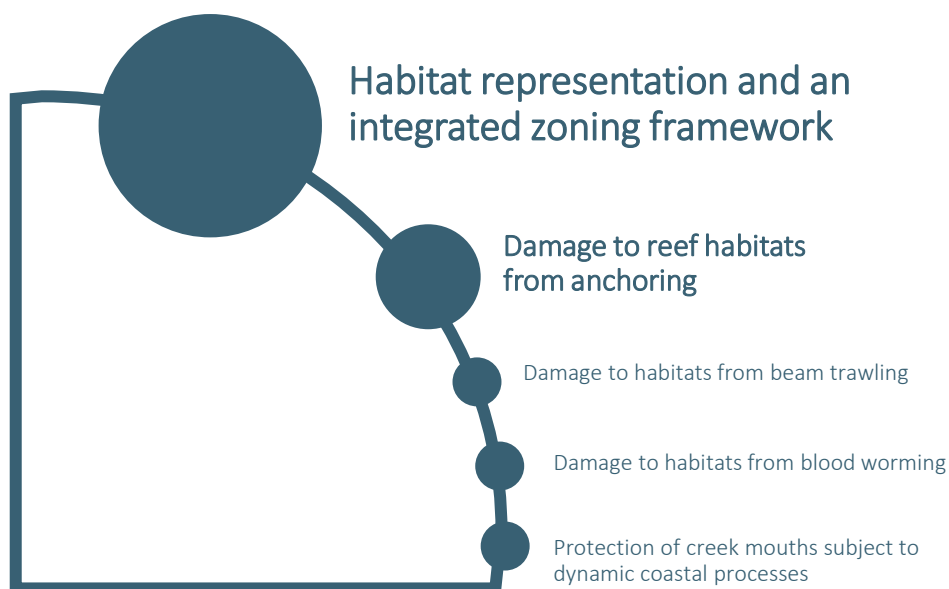 Habitat representation and an
integrated zoning framework
Damage to reef habitats
from anchoring
Damage to habitats from beam trawling
Damage to habitats from blood worming
Protection of creek mouths subject to
dynamic coastal processes